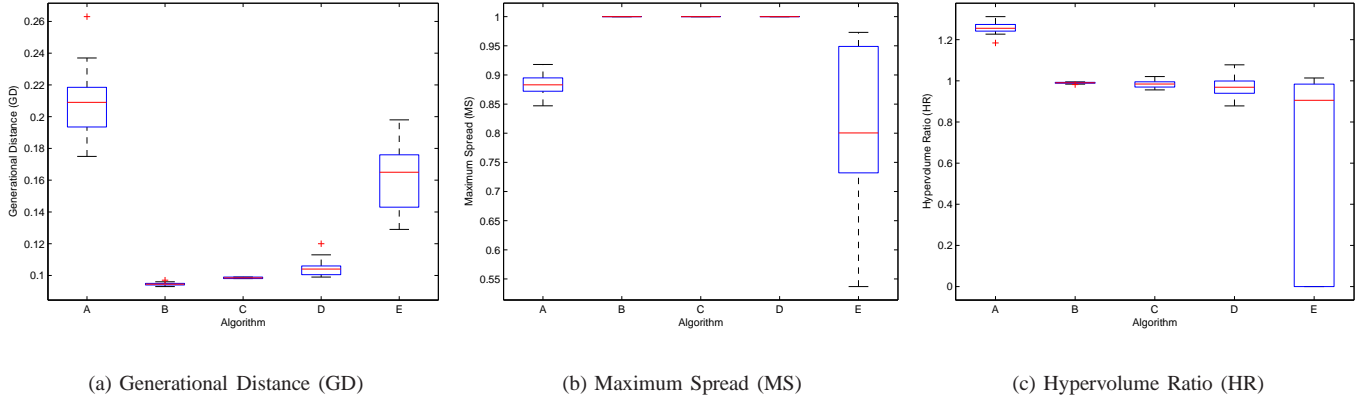 0.26
0.24
0.22
0.2
0.18
0.16
0.14
0.12
0.1
Generational Distance (GD)
A B C D E
Algorithm
1
0.95
0.9
0.85
0.8
0.75
0.7
0.65
0.6
0.55
Maximum Spread (MS)
A B C D E
Algorithm
1.2
1
0.8
0.6
0.4
0.2
0
Hypervolume Ratio (HR)
A B C D E
Algorithm
(a) Generational Distance (GD)
(b) Maximum Spread (MS)
(c) Hypervolume Ratio (HR)